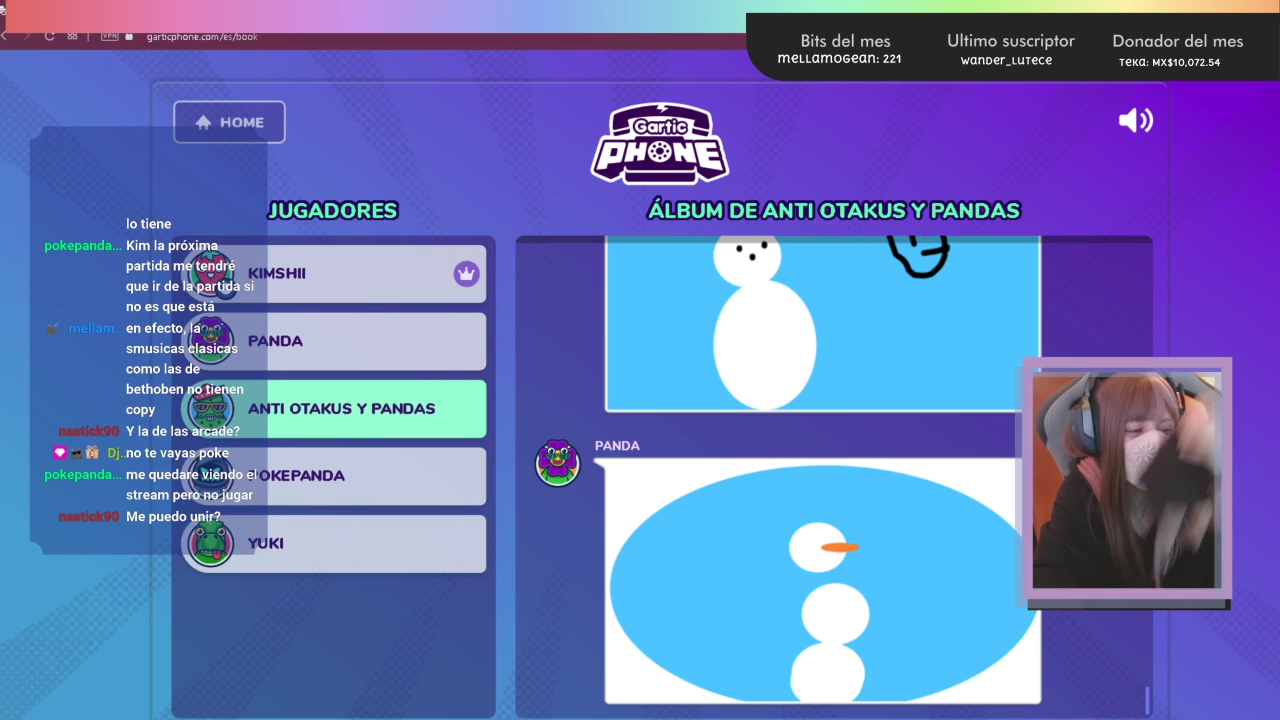 garticphone.com/es/book
VPN
Bits del mes
mellamogean: 221
Ultimo suscriptor
wander_lutece
Donador del mes
Teka: MX$10,072.54
HOME
Gartic
PHONE
JUGADORES
KIMSHII
PANDA
ANTI OTAKUS Y PANDAS
POKEPANDA
YUKI
ÁLBUM DE ANTI OTAKUS Y PANDAS
PANDA
lo tiene
pokepanda... Kim la próxima
partida me tendré
que ir de la partida si
no es que está
mellam... en efecto, la
smusicas clasicas
como las de
bethoben no tienen
copy
nastick90 Y la de las arcade?
Dj... no te vayas poke
pokepanda... me quedare viendo el
stream pero no jugar
nastick90 Me puedo unir?